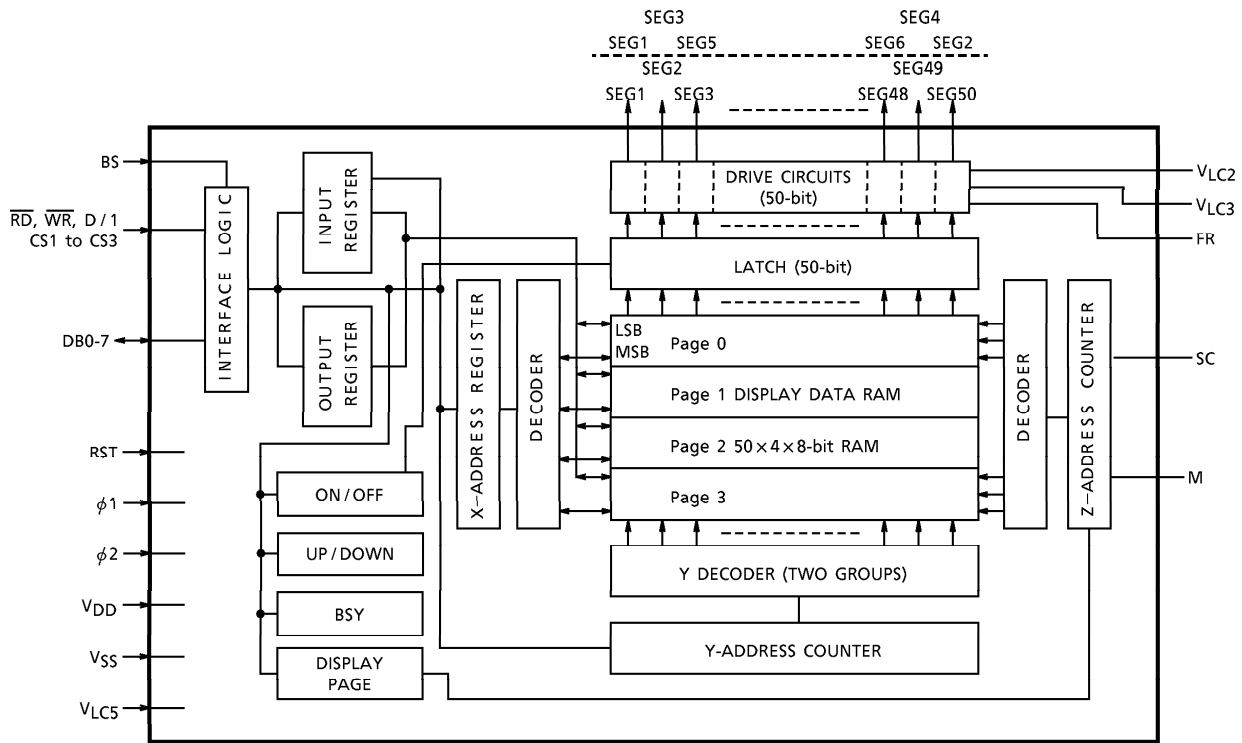 SEG3 SEG4
SEG1 SEG5 SEG6 SEG2
SEG2 SEG49
SEG1 SEG3 SEG48 SEG50
BS
RD, WR, D/1
CS1 to CS3
DB0-7
RST
ϕ1
ϕ2
VDD
VSS
VLC5
INTERFACE LOGIC
INPUT
REGISTER
OUTPUT
REGISTER
ON/OFF
UP/DOWN
BSY
DISPLAY
PAGE
X-ADDRESS REGISTER
DECODER
DRIVE CIRCUITS
(50-bit)
LATCH (50-bit)
LSB
MSB
Page 0
Page 1 DISPLAY DATA RAM
Page 2 50×4×8-bit RAM
Page 3
Y DECODER (TWO GROUPS)
Y-ADDRESS COUNTER
DECODER
Z-ADDRESS COUNTER
VLC2
VLC3
FR
SC
M